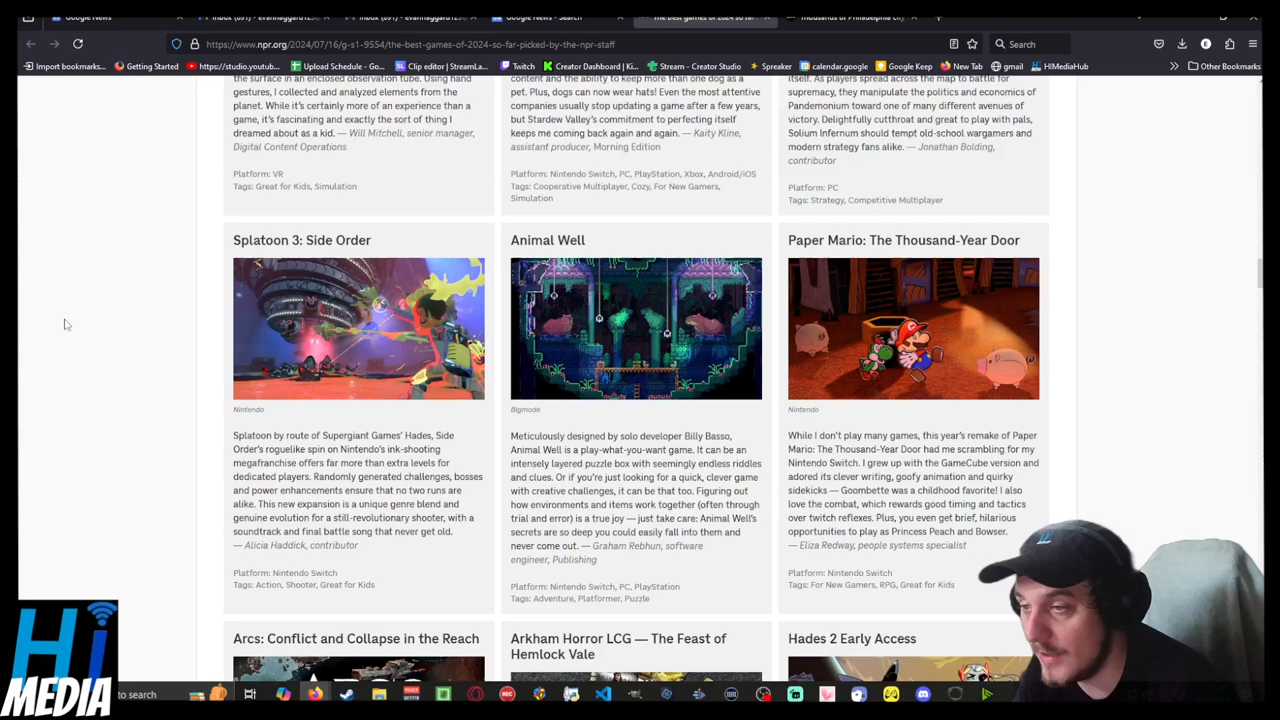 Google News
Inbox (691) - evanhaggard123
Inbox (691) - evanhaggard123
Google News - Search
The best games of 2024 so far
Thousands of Philadelphia city
https://www.npr.org/2024/07/16/g-s1-9554/the-best-games-of-2024-so-far-picked-by-the-npr-staff
Search
Import bookmarks... Getting Started https://studio.youtub... Upload Schedule - Go... Clip editor | StreamLa... Twitch Creator Dashboard | Ki... Stream - Creator Studio Spreaker calendar.google Google Keep New Tab gmail HIMediaHub Other Bookmarks
the surface in an enclosed observation tube. Using hand
gestures, I collected and analyzed elements from the
planet. While it's certainly more of an experience than a
game, it's fascinating and exactly the sort of thing I
dreamed about as a kid. — Will Mitchell, senior manager,
Digital Content Operations
Platform: VR
Tags: Great for Kids, Simulation
content and the ability to keep more than one dog as a
pet. Plus, dogs can now wear hats! Even the most attentive
companies usually stop updating a game after a few years,
but Stardew Valley's commitment to perfecting itself
keeps me coming back again and again. — Kaity Kline,
assistant producer, Morning Edition
Platform: Nintendo Switch, PC, PlayStation, Xbox, Android/iOS
Tags: Cooperative Multiplayer, Cozy, For New Gamers,
Simulation
itself. As players spread across the map to battle for
supremacy, they manipulate the politics and economics of
Pandemonium toward one of many different avenues of
victory. Delightfully cutthroat and great to play with pals,
Solium Infernum should tempt old-school wargamers and
modern strategy fans alike. — Jonathan Bolding,
contributor
Platform: PC
Tags: Strategy, Competitive Multiplayer
Splatoon 3: Side Order
Nintendo
Splatoon by route of Supergiant Games' Hades, Side
Order's roguelike spin on Nintendo's ink-shooting
megafranchise offers far more than extra levels for
dedicated players. Randomly generated challenges, bosses
and power enhancements ensure that no two runs are
alike. This new expansion is a unique genre blend and
genuine evolution for a still-revolutionary shooter, with a
soundtrack and final battle song that never get old.
— Alicia Haddick, contributor
Platform: Nintendo Switch
Tags: Action, Shooter, Great for Kids
Animal Well
Bigmode
Meticulously designed by solo developer Billy Basso,
Animal Well is a play-what-you-want game. It can be an
intensely layered puzzle box with seemingly endless riddles
and clues. Or if you're just looking for a quick, clever game
with creative challenges, it can be that too. Figuring out
how environments and items work together (often through
trial and error) is a true joy — just take care: Animal Well's
secrets are so deep you could easily fall into them and
never come out. — Graham Rebhun, software
engineer, Publishing
Platform: Nintendo Switch, PC, PlayStation
Tags: Adventure, Platformer, Puzzle
Paper Mario: The Thousand-Year Door
Nintendo
While I don't play many games, this year's remake of Paper
Mario: The Thousand-Year Door had me scrambling for my
Nintendo Switch. I grew up with the GameCube version and
adored its clever writing, goofy animation and quirky
sidekicks — Goombette was a childhood favorite! I also
love the combat, which rewards good timing and tactics
over twitch reflexes. Plus, you even get brief, hilarious
opportunities to play as Princess Peach and Bowser.
— Eliza Redway, people systems specialist
Platform: Nintendo Switch
Tags: For New Gamers, RPG, Great for Kids
Arcs: Conflict and Collapse in the Reach
Arkham Horror LCG — The Feast of
Hemlock Vale
Hades 2 Early Access
Hi
MEDIA
to search
REC